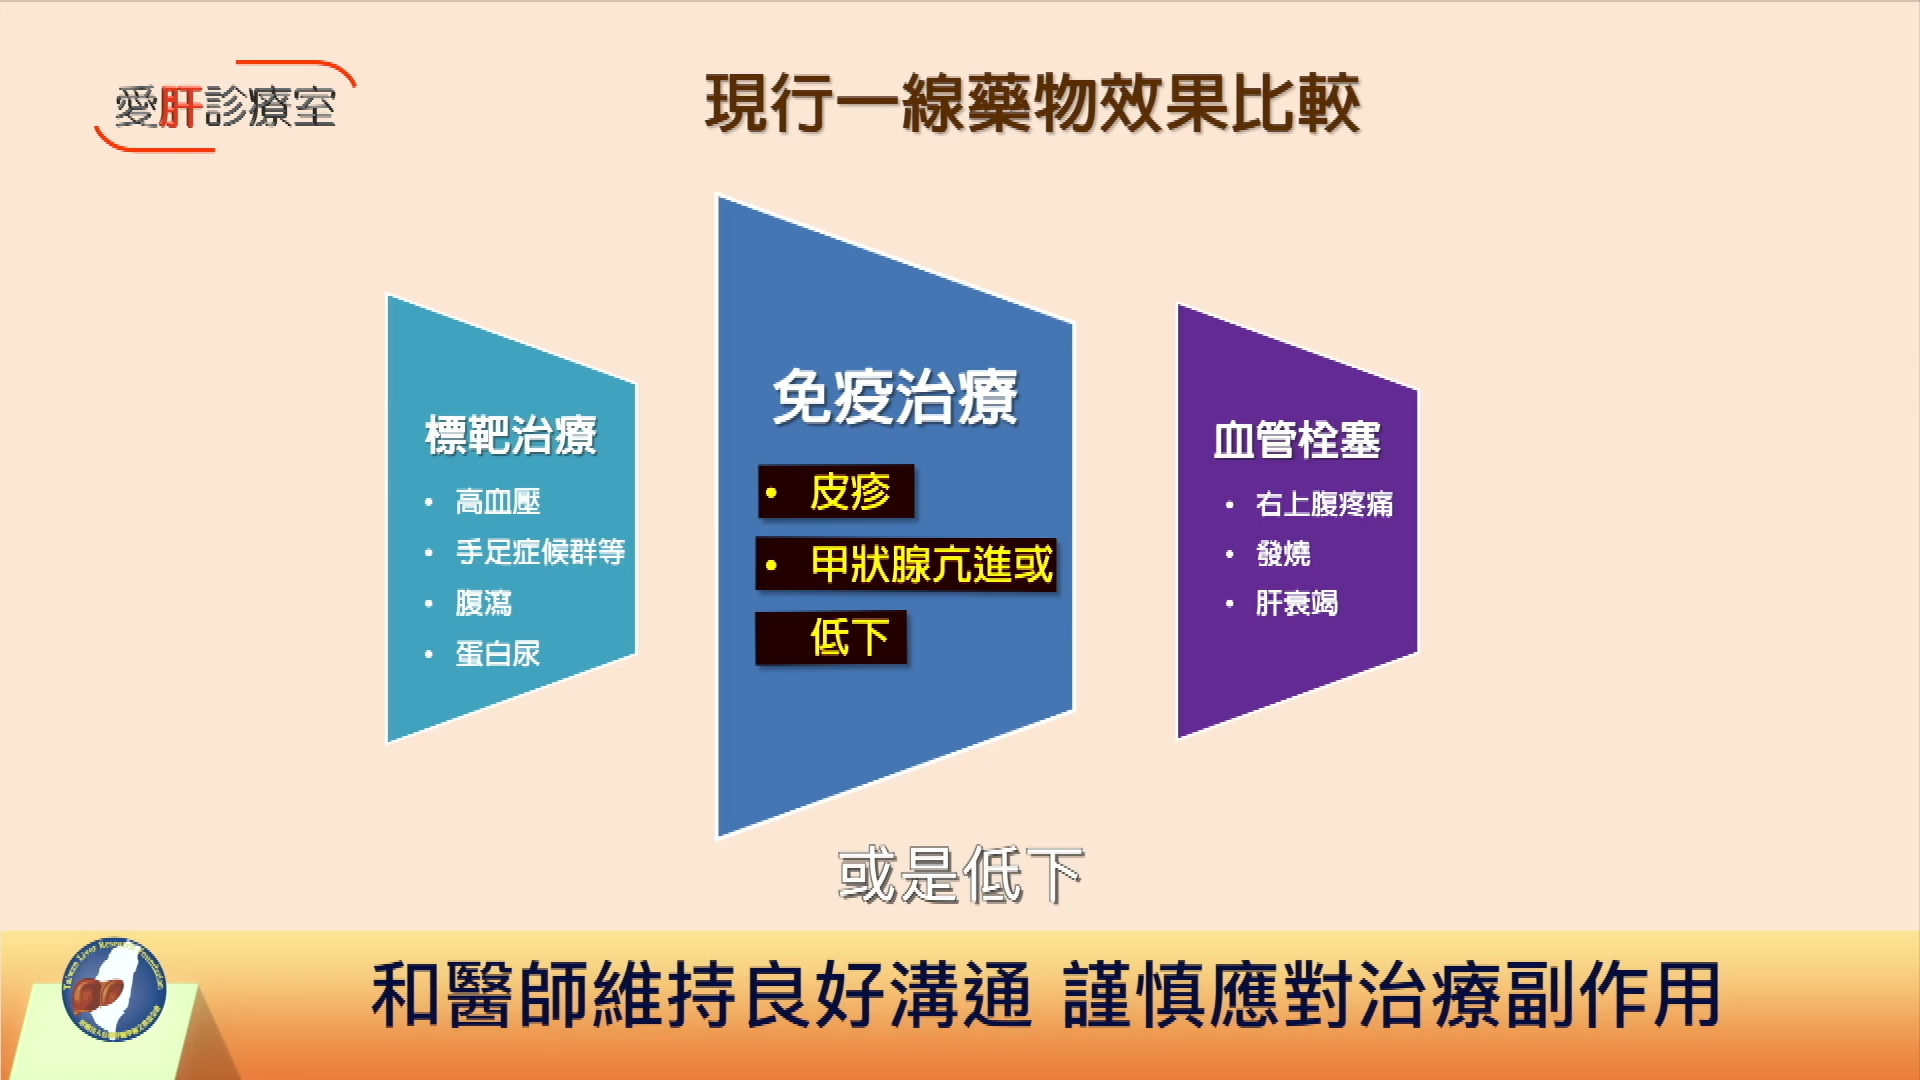 愛肝診療室
現行一線藥物效果比較
標靶治療
• 高血壓
• 手足症候群等
• 腹瀉
• 蛋白尿
免疫治療
• 皮疹
• 甲狀腺亢進或
低下
血管栓塞
• 右上腹疼痛
• 發燒
• 肝衰竭
或是低下
Taiwan Liver Research Foundation
和醫師維持良好溝通 謹慎應對治療副作用